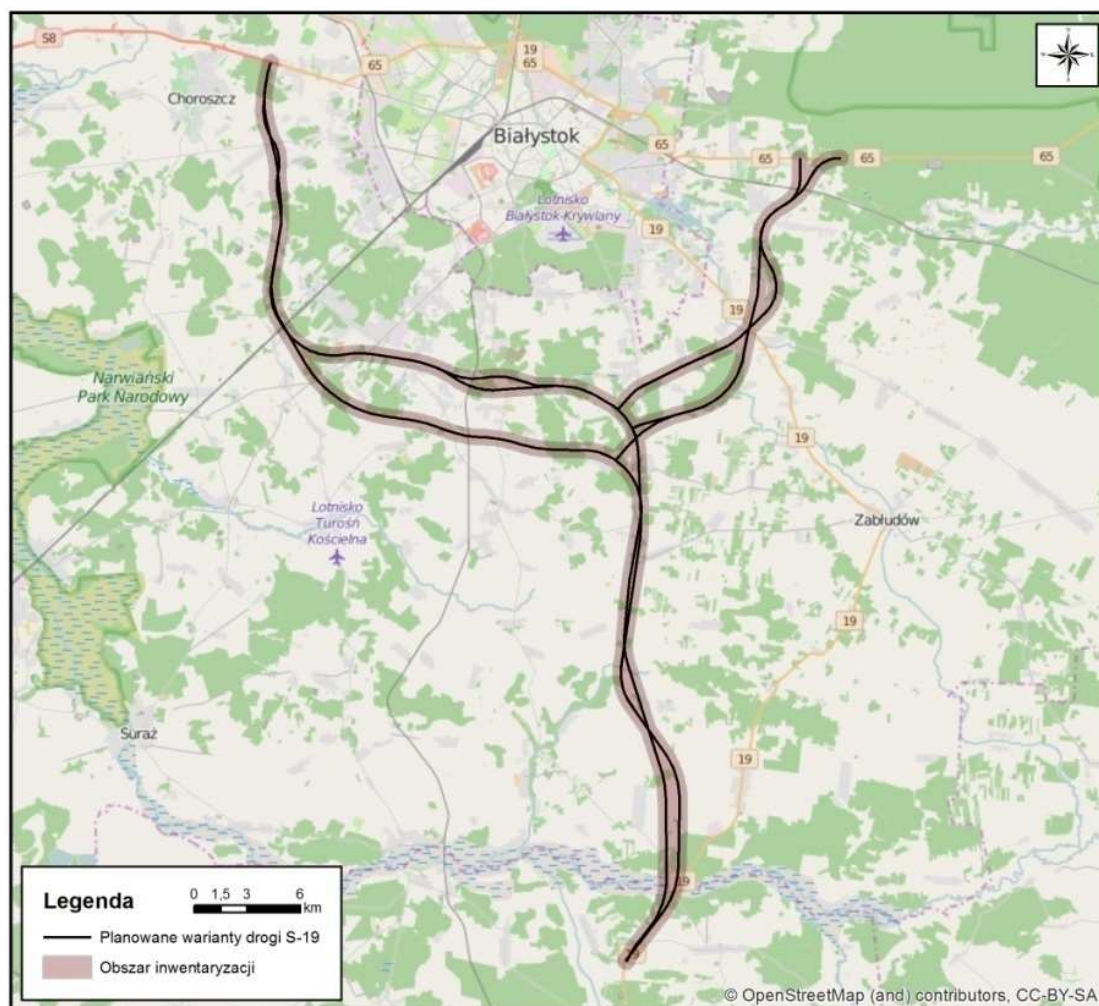 S8
19
65
65
Choroszcz
Białystok
65
65
65
65
Lotnisko
Białystok-Krywlany
19
19
Narwiański
Park Narodowy
19
Lotnisko
Turośń
Kościelna
Zabłudów
19
Suraż
19
19
19
Legenda
0 1,5 3 6
km
Planowane warianty drogi S-19
Obszar inwentaryzacji
© OpenStreetMap (and) contributors, CC-BY-SA